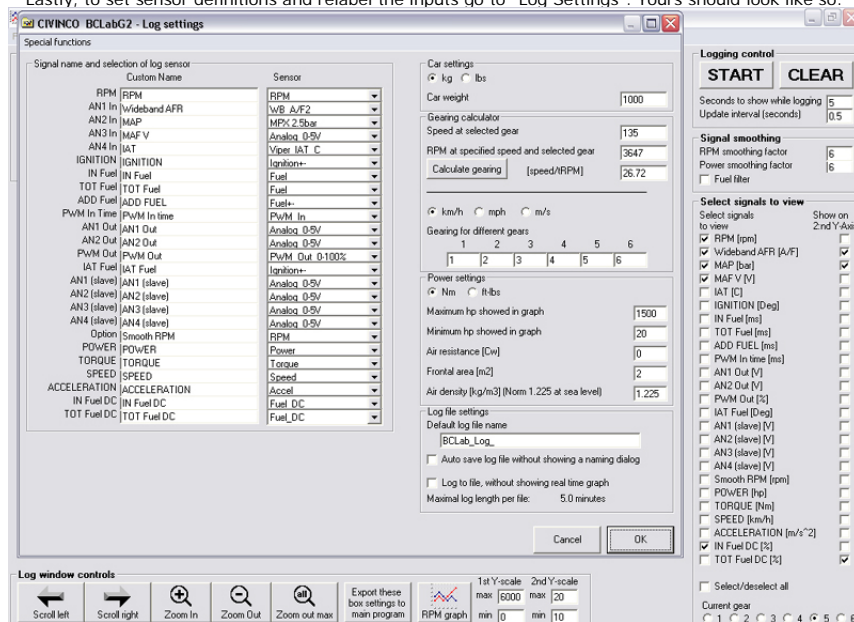 Lastly, to set sensor definitions and relabel the inputs go to "Log Settings". Yours should look like so:
CIVINCO BCLabG2 - Log settings
Special functions
Signal name and selection of log sensor
Custom Name Sensor
RPM RPM RPM
AN1 In Wideband AFR WB A/F2
AN2 In MAP MPX 2.5bar
AN3 In MAF V Analog 0-5V
AN4 In IAT Viper IAT C
IGNITION IGNITION Ignition+-
IN Fuel IN Fuel Fuel
TOT Fuel TOT Fuel Fuel
ADD Fuel ADD FUEL Fuel+-
PWM In Time PWM In time PWM In
AN1 Out AN1 Out Analog 0-5V
AN2 Out AN2 Out Analog 0-5V
PWM Out PWM Out PWM Out 0-100%
IAT Fuel IAT Fuel Ignition+-
AN1 (slave) AN1 (slave) Analog 0-5V
AN2 (slave) AN2 (slave) Analog 0-5V
AN3 (slave) AN3 (slave) Analog 0-5V
AN4 (slave) AN4 (slave) Analog 0-5V
Option Smooth RPM RPM
POWER POWER Power
TORQUE TORQUE Torque
SPEED SPEED Speed
ACCELERATION ACCELERATION Accel
IN Fuel DC IN Fuel DC Fuel_DC
TOT Fuel DC TOT Fuel DC Fuel_DC
Car settings
kg lbs
Car weight 1000
Gearing calculator
Speed at selected gear 135
RPM at specified speed and selected gear 3647
Calculate gearing [speed/tRPM] 26.72
km/h mph m/s
Gearing for different gears
1 2 3 4 5 6
1 2 3 4 5 6
Power settings
Nm ft-lbs
Maximum hp showed in graph 1500
Minimum hp showed in graph 20
Air resistance [Cw] 0
Frontal area [m2] 2
Air density [kg/m3] (Norm 1.225 at sea level) 1.225
Log file settings
Default log file name
BCLab_Log_
Auto save log file without showing a naming dialog
Log to file, without showing real time graph
Maximal log length per file: 5.0 minutes
Cancel OK
Logging control
START CLEAR
Seconds to show while logging 5
Update interval (seconds) 0.5
Signal smoothing
RPM smoothing factor 6
Power smoothing factor 6
Fuel filter
Select signals to view
Select signals Show on
to view 2:nd Y-Axi
RPM [rpm]
Wideband AFR [A/F]
MAP [bar]
MAF V [V]
IAT [C]
IGNITION [Deg]
IN Fuel [ms]
TOT Fuel [ms]
ADD FUEL [ms]
PWM In time [ms]
AN1 Out [V]
AN2 Out [V]
PWM Out [%]
IAT Fuel [Deg]
AN1 (slave) [V]
AN2 (slave) [V]
AN3 (slave) [V]
AN4 (slave) [V]
Smooth RPM [rpm]
POWER [hp]
TORQUE [Nm]
SPEED [km/h]
ACCELERATION [m/s^2]
IN Fuel DC [%]
TOT Fuel DC [%]
Select/deselect all
Current gear
1 2 3 4 5 6
Log window controls
Scroll left Scroll right Zoom In Zoom Out all Zoom out max Export these box settings to main program RPM graph
1st Y-scale 2nd Y-scale
max 6000 max 20
min 0 min 10